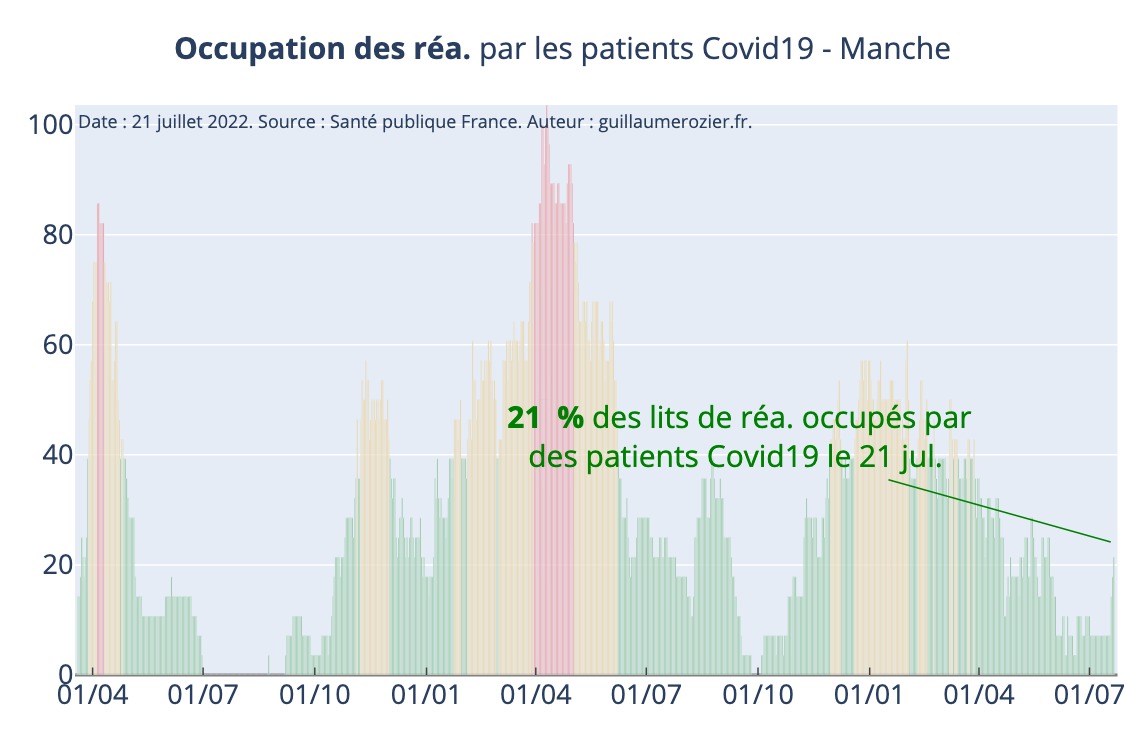 Occupation des réa. par les patients Covid19 - Manche
100
Date : 21 juillet 2022. Source : Santé publique France. Auteur : guillaumerozier.fr.
80
60
21 % des lits de réa. occupés par
des patients Covid19 le 21 jul.
40
20
0
01/04 01/07 01/10 01/01 01/04 01/07 01/10 01/01 01/04 01/07